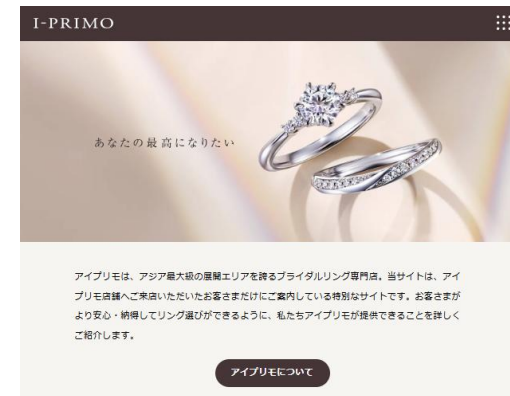 I-PRIMO
あなたの最高になりたい
アイプリモは、アジア最大級の展開エリアを誇るブライダルリング専門店。当サイトは、アイ
プリモ店舗へご来店いただいたお客さまだけにご案内している特別なサイトです。お客さまが
より安心・納得してリング選びができるように、私たちアイプリモが提供できることを詳しく
ご紹介します。
アイプリモについて